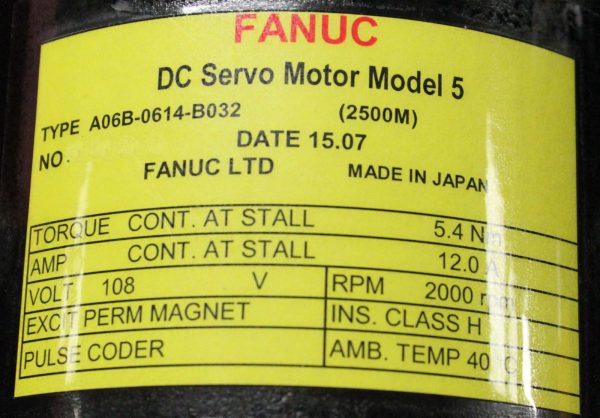 FANUC
DC Servo Motor Model 5
TYPE A06B-0614-B032 (2500M)
NO. DATE 15.07
FANUC LTD MADE IN JAPAN
TORQUE CONT. AT STALL 5.4 Nm
AMP CONT. AT STALL 12.0 A
VOLT 108 V RPM 2000 rpm
EXCIT PERM MAGNET INS. CLASS H
PULSE CODER AMB. TEMP 40 °C